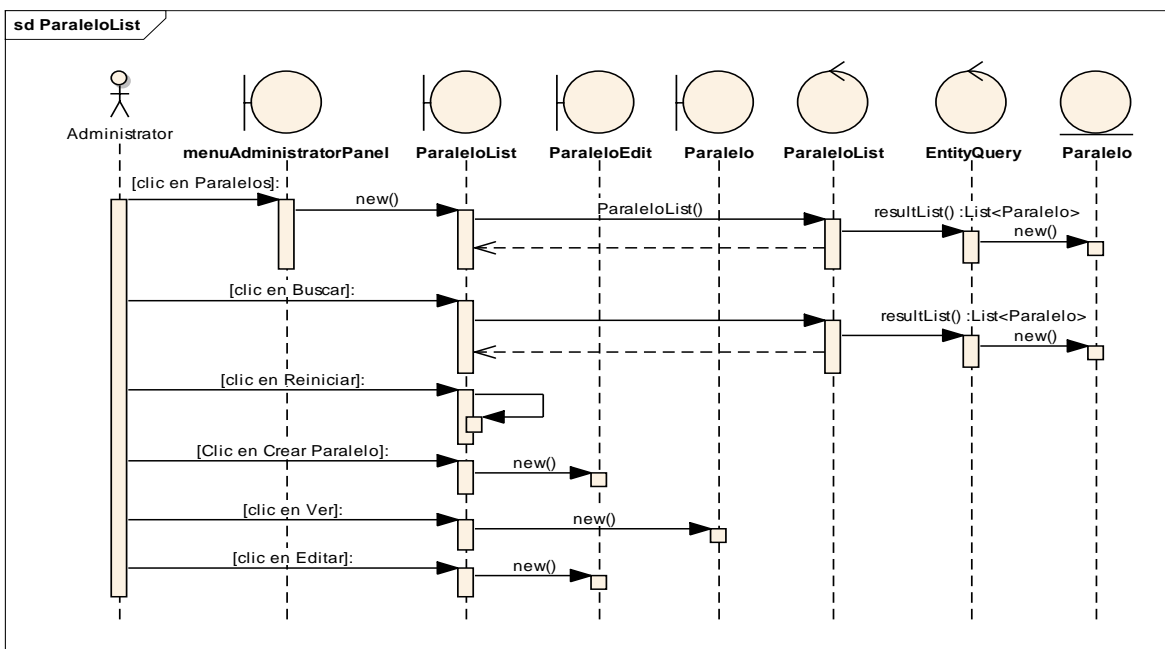 sd ParaleloList
Administrator
menuAdministratorPanel
ParaleloList
ParaleloEdit
Paralelo
ParaleloList
EntityQuery
Paralelo
[clic en Paralelos]:
new()
ParaleloList()
resultList() :List<Paralelo>
new()
[clic en Buscar]:
resultList() :List<Paralelo>
new()
[clic en Reiniciar]:
[Clic en Crear Paralelo]:
new()
[clic en Ver]:
new()
[clic en Editar]:
new()